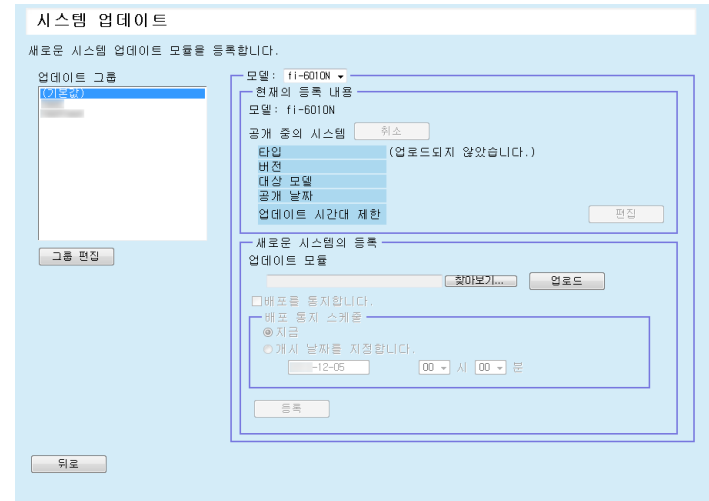 시스템 업데이트
새로운 시스템 업데이트 모듈을 등록합니다.
업데이트 그룹
(기본값)
그룹 편집
모델: fi-6010N
현재의 등록 내용
모델: fi-6010N
공개 중의 시스템 취소
타입 (업로드되지 않았습니다.)
버전
대상 모델
공개 날짜
업데이트 시간대 제한 편집
새로운 시스템의 등록
업데이트 모듈
찾아보기... 업로드
배포를 통지합니다.
배포 통지 스케줄
지금
개시 날짜를 지정합니다.
-12-05 00 시 00 분
등록
뒤로